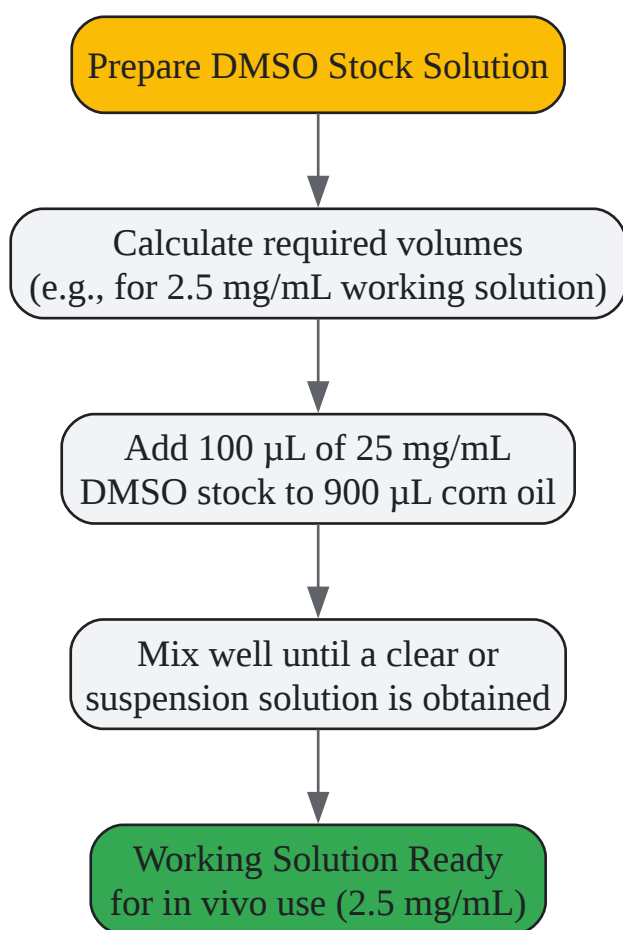 Prepare DMSO Stock Solution
Calculate required volumes
(e.g., for 2.5 mg/mL working solution)
Add 100 µL of 25 mg/mL
DMSO stock to 900 µL corn oil
Mix well until a clear or
suspension solution is obtained
Working Solution Ready
for in vivo use (2.5 mg/mL)